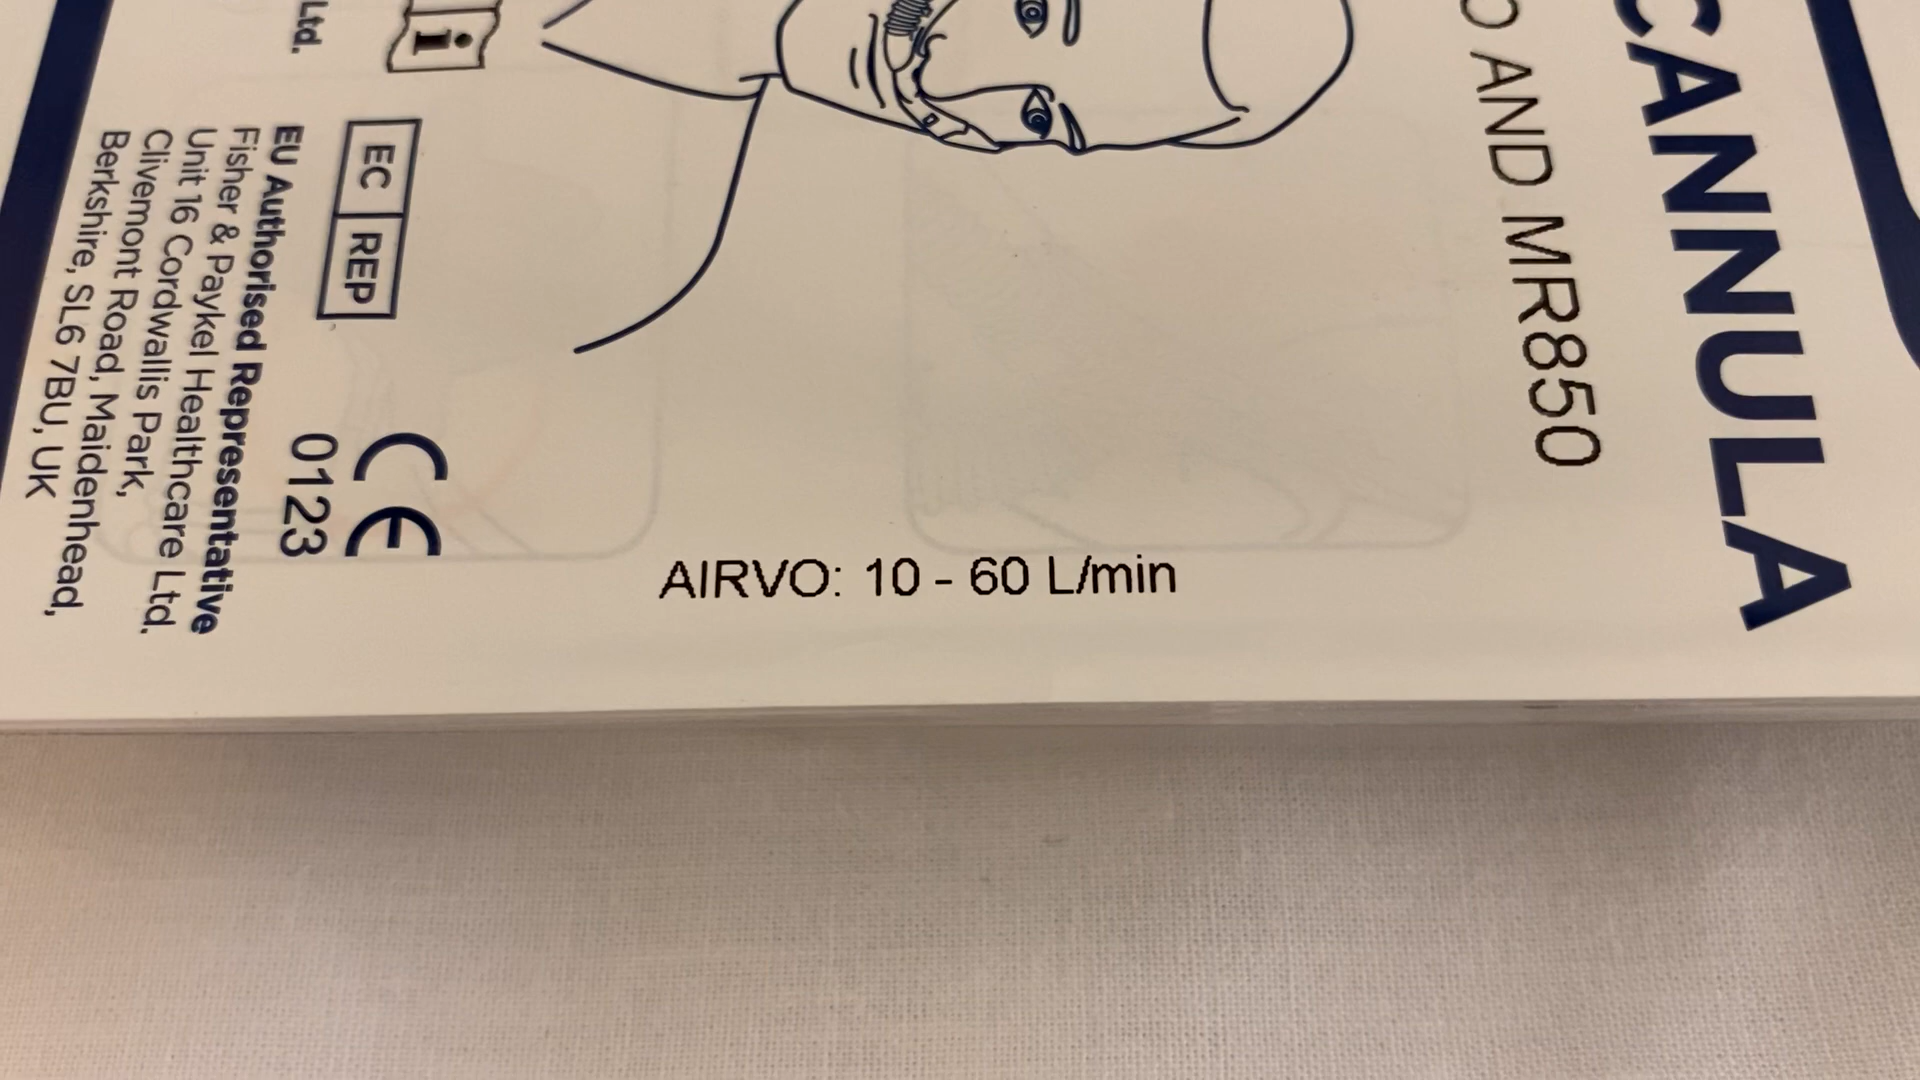 CANNULA
AND MR850
Ltd.
i
EC REP
EU Authorised Representative
Fisher & Paykel Healthcare Ltd.
Unit 16 Cordwallis Park,
Clivemont Road, Maidenhead,
Berkshire, SL6 7BU, UK
CE
0123
AIRVO: 10 - 60 L/min